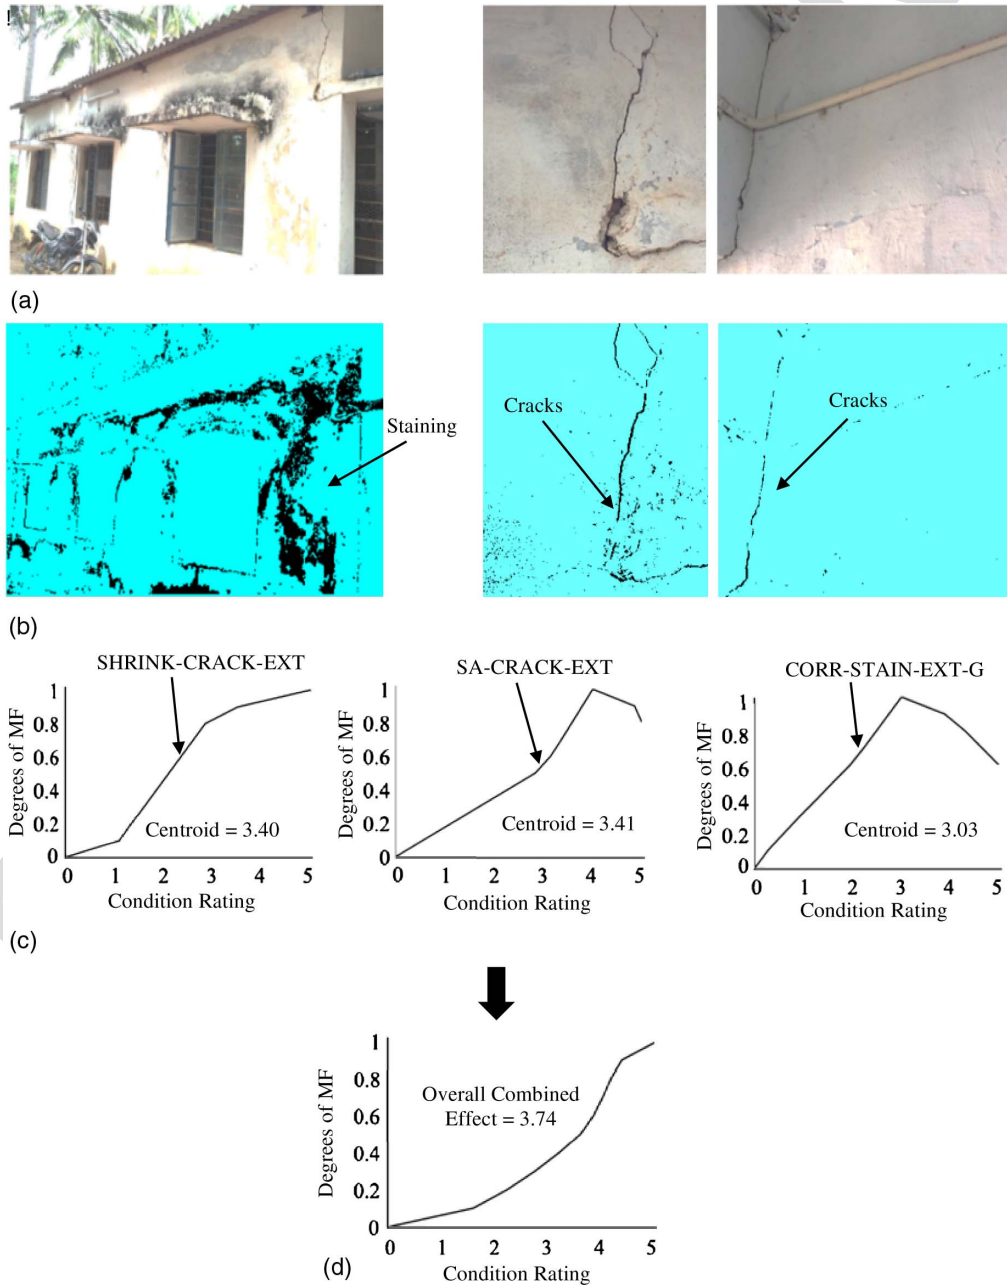 !
(a)
Staining
Cracks
Cracks
(b)
SHRINK-CRACK-EXT
Degrees of MF
1
0.8
0.6
0.4
0.2
0
Centroid = 3.40
0 1 2 3 4 5
Condition Rating
SA-CRACK-EXT
Degrees of MF
1
0.8
0.6
0.4
0.2
0
Centroid = 3.41
0 1 2 3 4 5
Condition Rating
CORR-STAIN-EXT-G
Degrees of MF
1
0.8
0.6
0.4
0.2
0
Centroid = 3.03
0 1 2 3 4 5
Condition Rating
(c)
Degrees of MF
1
0.8
0.6
0.4
0.2
0
Overall Combined
Effect = 3.74
0 1 2 3 4 5
Condition Rating
(d)